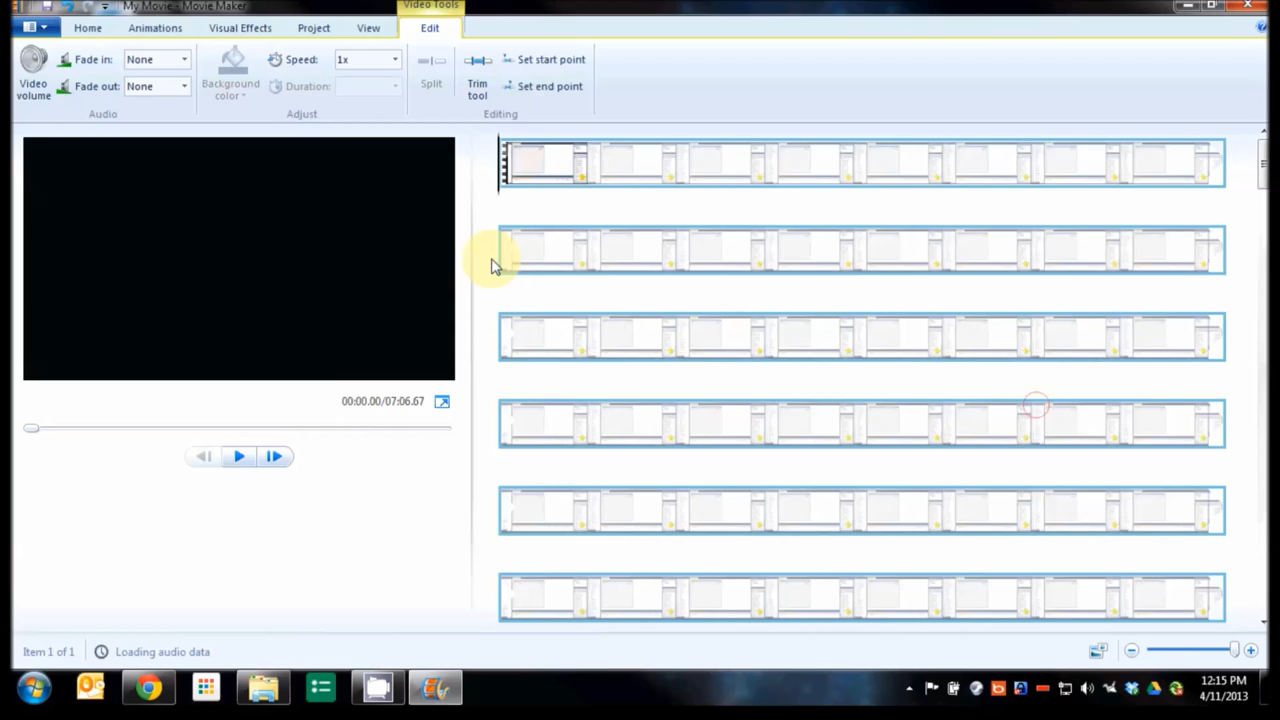 My Movie - Movie Maker
Video Tools
Home Animations Visual Effects Project View Edit
Video volume
Fade in: None
Fade out: None
Audio
Background color
Speed: 1x
Duration:
Adjust
Split
Trim tool
Set start point
Set end point
Editing
00:00.00/07:06.67
Item 1 of 1 Loading audio data
12:15 PM
4/11/2013